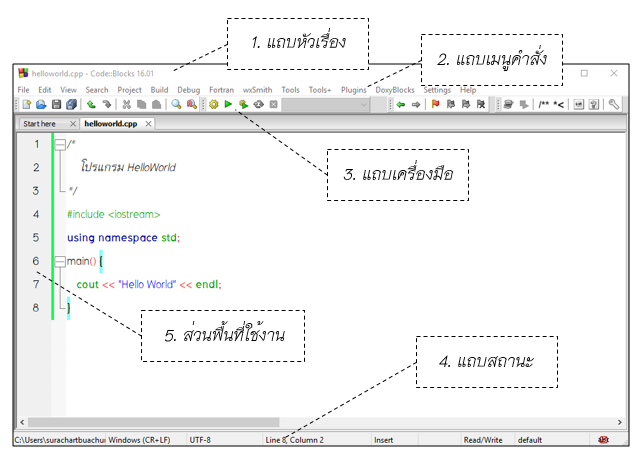 1. แถบหัวเรื่อง
2. แถบเมนูคำสั่ง
helloworld.cpp - Code::Blocks 16.01
File Edit View Search Project Build Debug Fortran wxSmith Tools Tools+ Plugins DoxyBlocks Settings Help
/** *<
Start here helloworld.cpp
1 /*
2 โปรแกรม HelloWorld
3 */
3. แถบเครื่องมือ
4 #include <iostream>
5 using namespace std;
6 main() {
7 cout << "Hello World" << endl;
8 }
5. ส่วนพื้นที่ใช้งาน
4. แถบสถานะ
C:\Users\surachartbuachui Windows (CR+LF) UTF-8 Line 8, Column 2 Insert Read/Write default